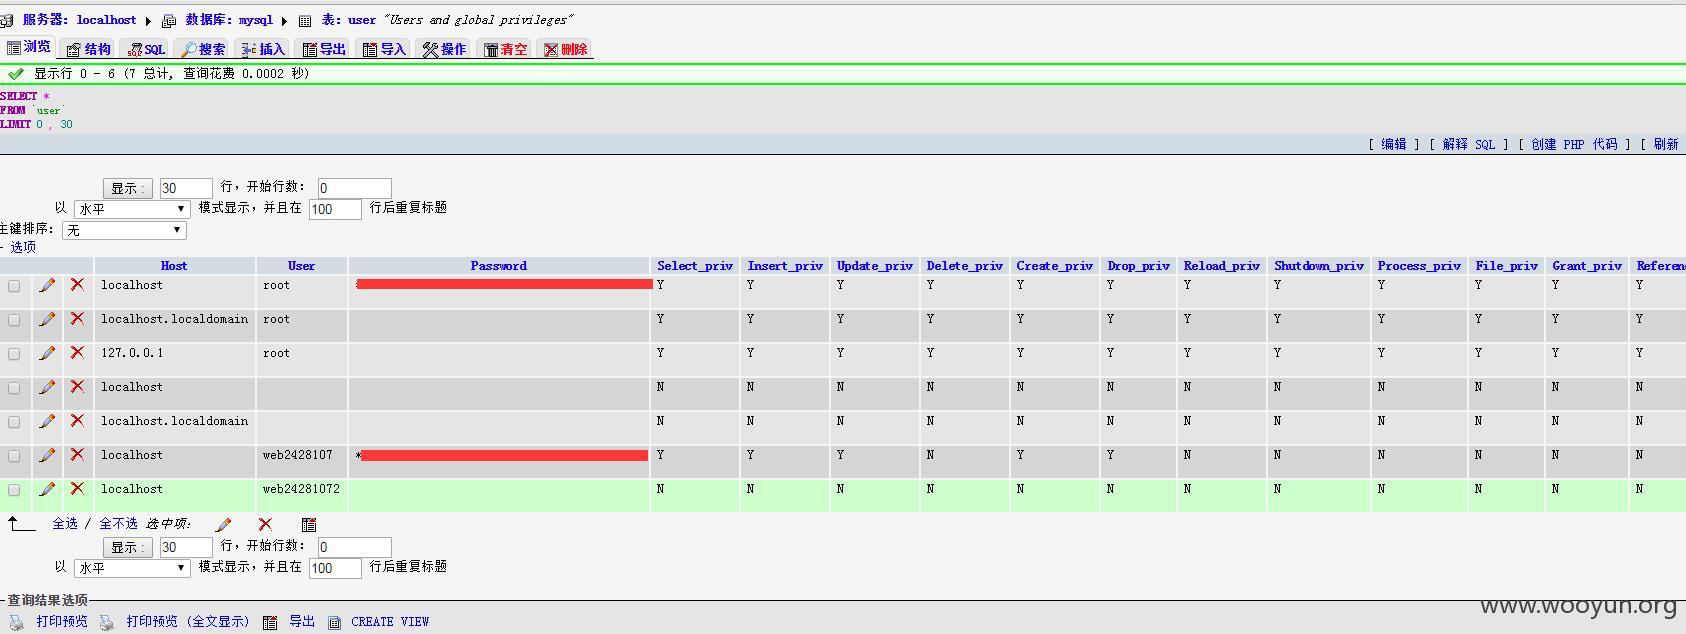 服务器: localhost ▸ 数据库: mysql ▸ 表: user "Users and global privileges"
浏览 结构 SQL 搜索 插入 导出 导入 操作 清空 删除
显示行 0 - 6 (7 总计, 查询花费 0.0002 秒)
SELECT *
FROM `user`
LIMIT 0 , 30
[ 编辑 ] [ 解释 SQL ] [ 创建 PHP 代码 ] [ 刷新
显示 : 30 行，开始行数: 0
以 水平 模式显示，并且在 100 行后重复标题
主键排序: 无
- 选项
Host User Password Select_priv Insert_priv Update_priv Delete_priv Create_priv Drop_priv Reload_priv Shutdown_priv Process_priv File_priv Grant_priv Referen
localhost root Y Y Y Y Y Y Y Y Y Y Y Y
localhost.localdomain root Y Y Y Y Y Y Y Y Y Y Y Y
127.0.0.1 root Y Y Y Y Y Y Y Y Y Y Y Y
localhost N N N N N N N N N N N N
localhost.localdomain N N N N N N N N N N N N
localhost web2428107 * Y Y Y N Y Y N N N N N N
localhost web24281072 N N N N N N N N N N N N
全选 / 全不选 选中项:
显示 : 30 行，开始行数: 0
以 水平 模式显示，并且在 100 行后重复标题
查询结果选项
打印预览 打印预览 (全文显示) 导出 CREATE VIEW
www.wooyun.org